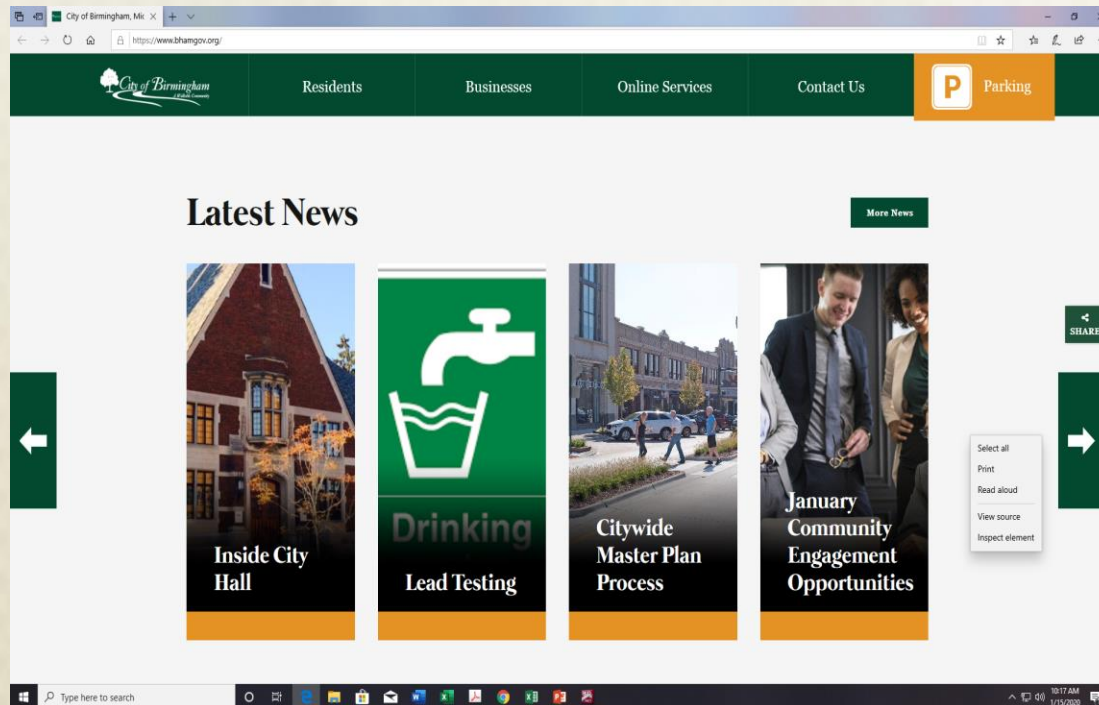 City of Birmingham, Mic
https://www.bhamgov.org/
City of Birmingham
A Walkable Community
Residents
Businesses
Online Services
Contact Us
P
Parking
Latest News
More News
Inside City
Hall
Drinking
Lead Testing
Citywide
Master Plan
Process
January
Community
Engagement
Opportunities
SHARE
Select all
Print
Read aloud
View source
Inspect element
Type here to search
10:17 AM
1/15/2020